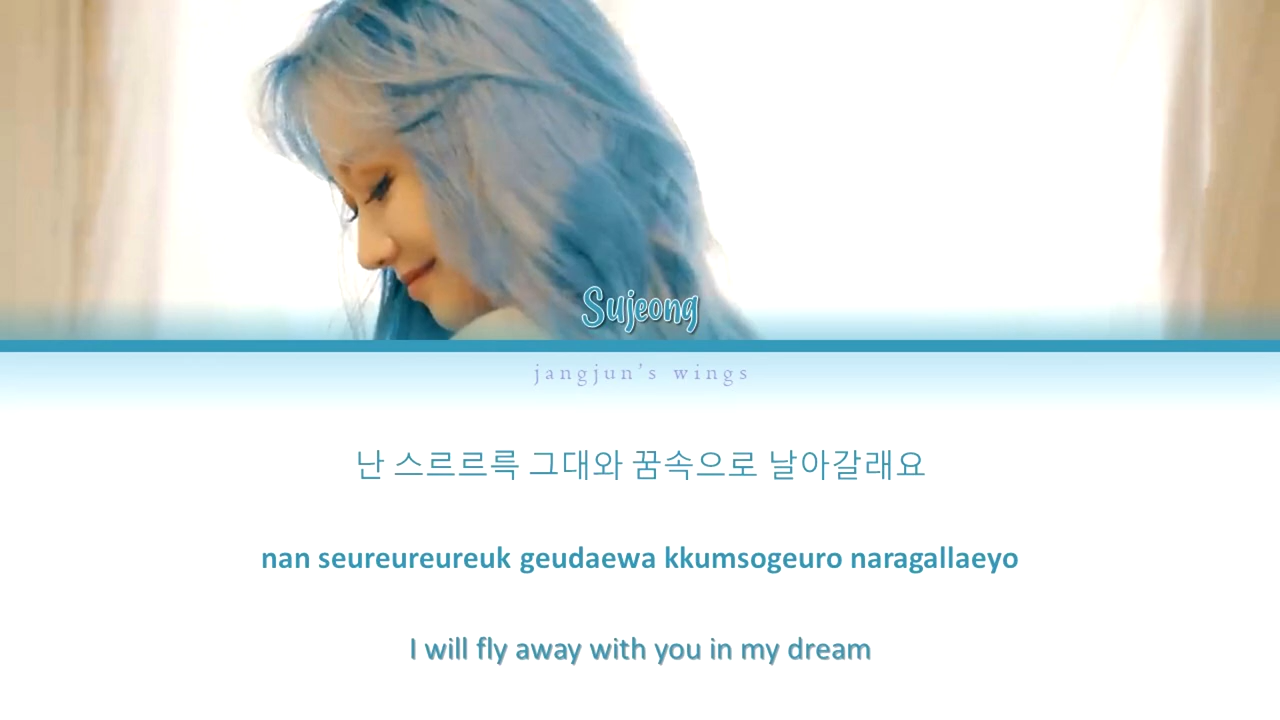 Sujeong
jangjun's wings
난 스르르륵 그대와 꿈속으로 날아갈래요
nan seureureureuk geudaewa kkumsogeuro naragallaeyo
I will fly away with you in my dream